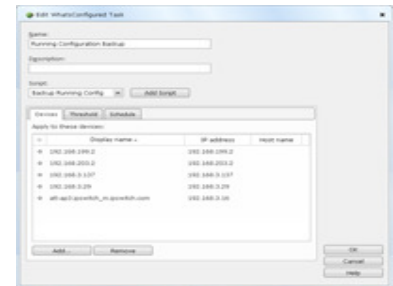 Edit WhatsConfigured Task
Name:
Running Configuration Backup
Description:
Script:
Backup Running Config
Add Script
Devices Threshold Schedule
Apply to these devices:
Display name IP address Host name
192.168.199.2 192.168.199.2
192.168.203.2 192.168.203.2
192.168.3.137 192.168.3.137
192.168.3.29 192.168.3.29
192.168.3.16
Add... Remove
OK
Cancel
Help